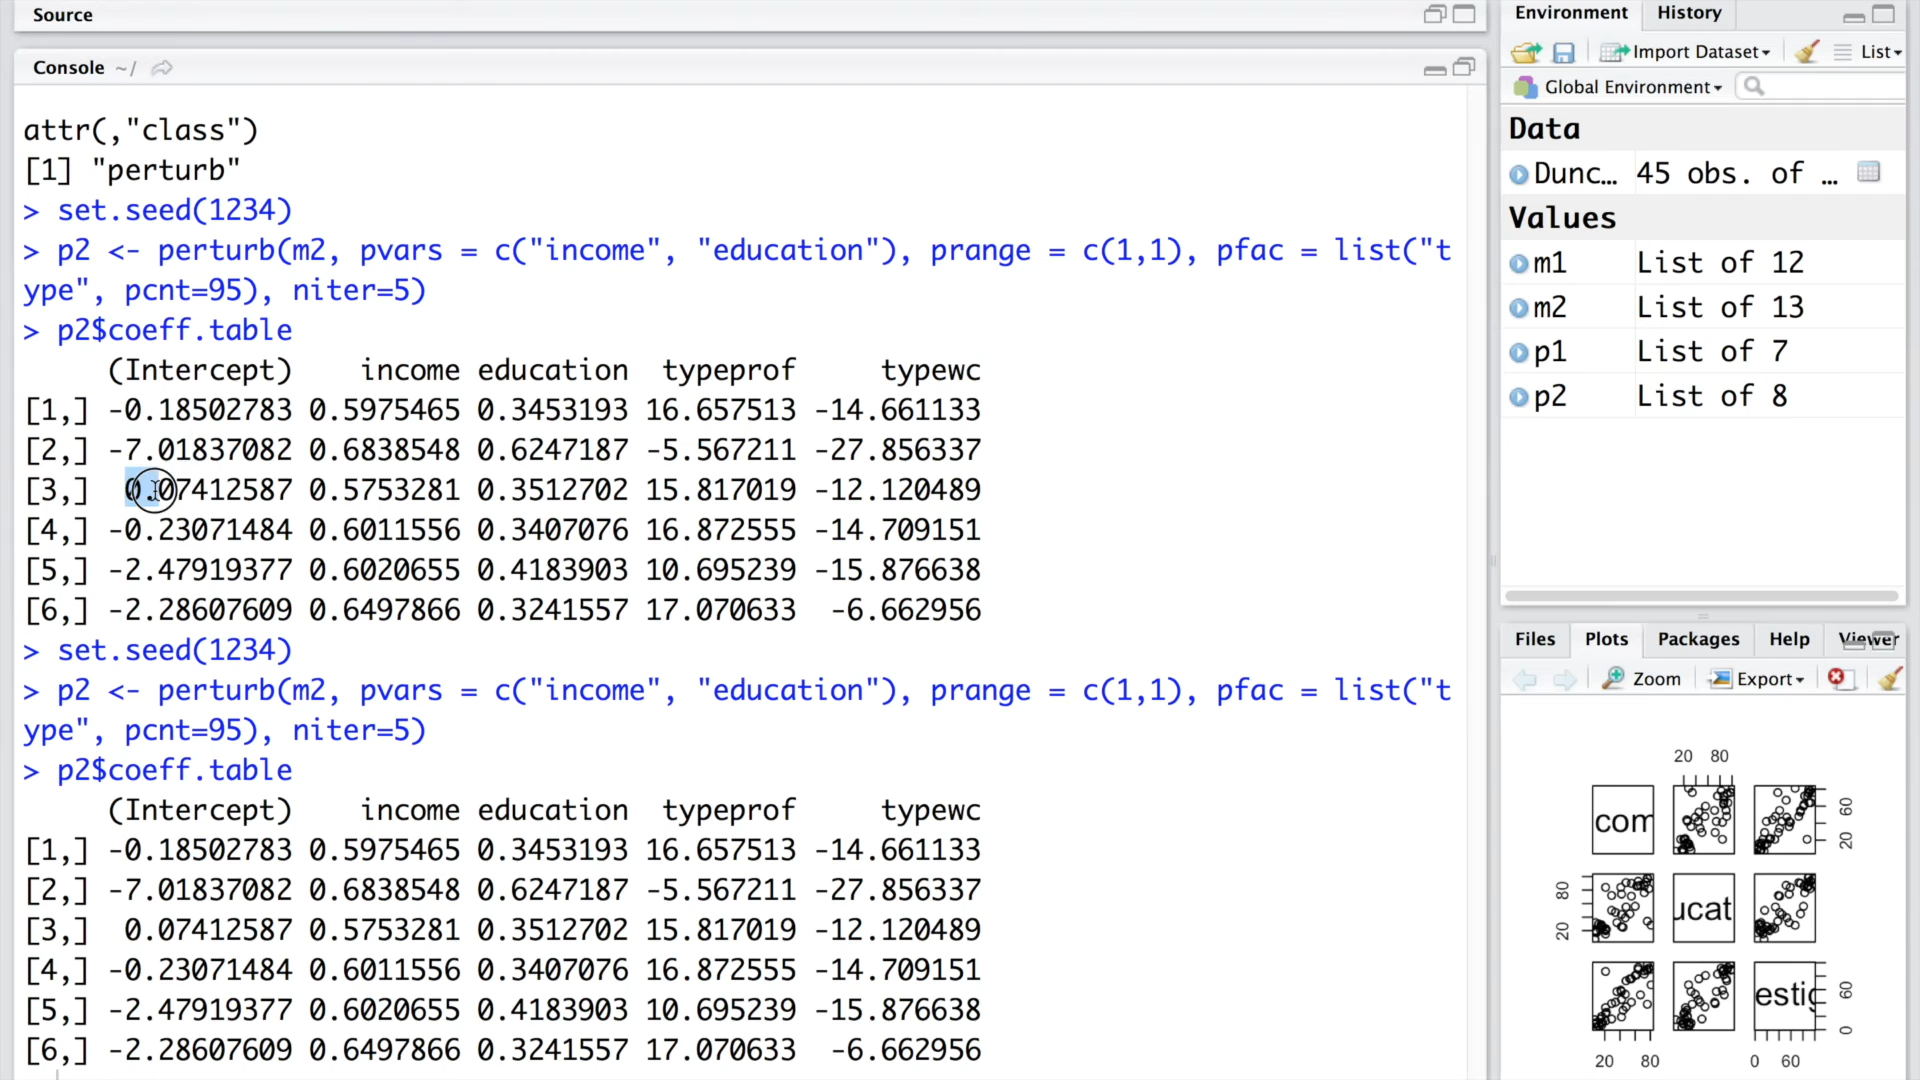 Source
Console ~/
attr(,"class")
[1] "perturb"
> set.seed(1234)
> p2 <- perturb(m2, pvars = c("income", "education"), prange = c(1,1), pfac = list("t
ype", pcnt=95), niter=5)
> p2$coeff.table
(Intercept) income education typeprof typewc
[1,] -0.18502783 0.5975465 0.3453193 16.657513 -14.661133
[2,] -7.01837082 0.6838548 0.6247187 -5.567211 -27.856337
[3,] 0.07412587 0.5753281 0.3512702 15.817019 -12.120489
[4,] -0.23071484 0.6011556 0.3407076 16.872555 -14.709151
[5,] -2.47919377 0.6020655 0.4183903 10.695239 -15.876638
[6,] -2.28607609 0.6497866 0.3241557 17.070633 -6.662956
> set.seed(1234)
> p2 <- perturb(m2, pvars = c("income", "education"), prange = c(1,1), pfac = list("t
ype", pcnt=95), niter=5)
> p2$coeff.table
(Intercept) income education typeprof typewc
[1,] -0.18502783 0.5975465 0.3453193 16.657513 -14.661133
[2,] -7.01837082 0.6838548 0.6247187 -5.567211 -27.856337
[3,] 0.07412587 0.5753281 0.3512702 15.817019 -12.120489
[4,] -0.23071484 0.6011556 0.3407076 16.872555 -14.709151
[5,] -2.47919377 0.6020655 0.4183903 10.695239 -15.876638
[6,] -2.28607609 0.6497866 0.3241557 17.070633 -6.662956
Environment History
Import Dataset List
Global Environment
Data
Dunc… 45 obs. of …
Values
m1 List of 12
m2 List of 13
p1 List of 7
p2 List of 8
Files Plots Packages Help Viewer
Zoom Export
20 80
com
20 60
20 80
ucat
estig
0 60
20 80 0 60